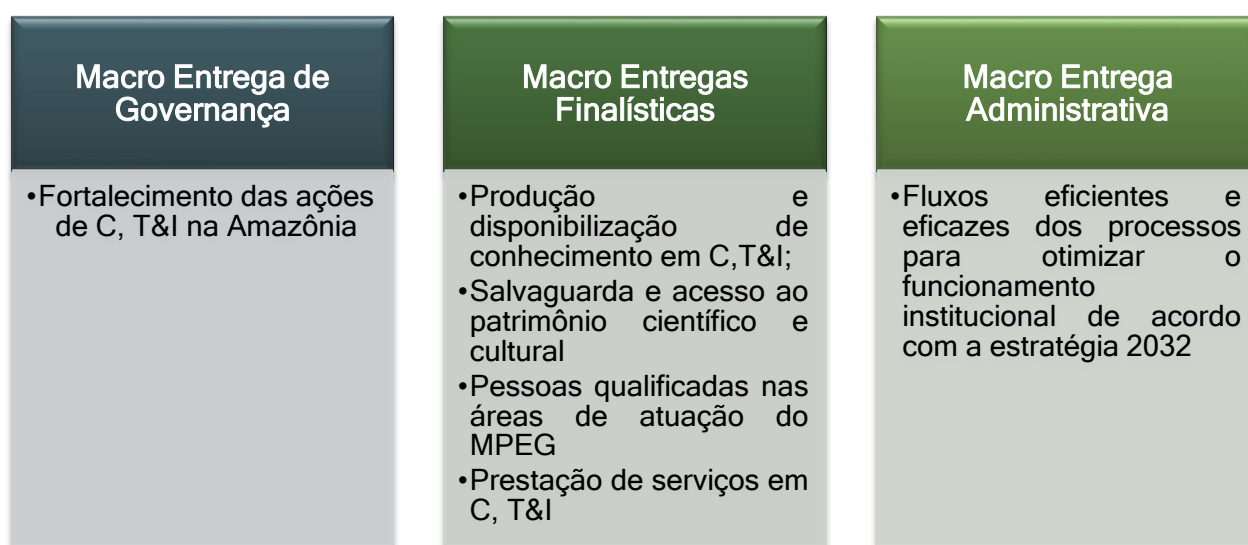 Macro Entrega de
Governança
•Fortalecimento das ações
de C, T&I na Amazônia
Macro Entregas
Finalísticas
•Produção e
disponibilização de
conhecimento em C,T&I;
•Salvaguarda e acesso ao
patrimônio científico e
cultural
•Pessoas qualificadas nas
áreas de atuação do
MPEG
•Prestação de serviços em
C, T&I
Macro Entrega
Administrativa
•Fluxos eficientes e
eficazes dos processos
para otimizar o
funcionamento
institucional de acordo
com a estratégia 2032